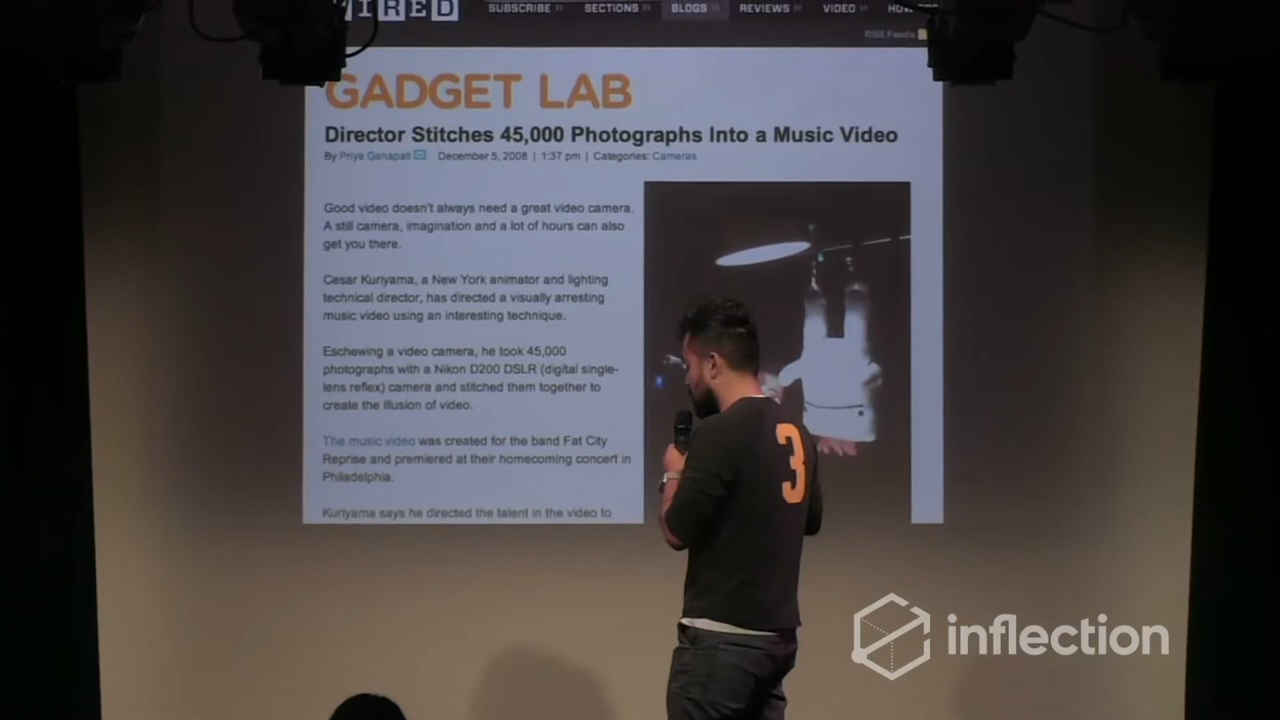 WIRED
SUBSCRIBE >> SECTIONS >> BLOGS >> REVIEWS >> VIDEO >>
RSS Feeds
GADGET LAB
Director Stitches 45,000 Photographs Into a Music Video
By Priya Ganapati December 5, 2008 | 1:37 pm | Categories: Cameras
Good video doesn't always need a great video camera.
A still camera, imagination and a lot of hours can also
get you there.
Cesar Kuriyama, a New York animator and lighting
technical director, has directed a visually arresting
music video using an interesting technique.
Eschewing a video camera, he took 45,000
photographs with a Nikon D200 DSLR (digital single-
lens reflex) camera and stitched them together to
create the illusion of video.
The music video was created for the band Fat City
Reprise and premiered at their homecoming concert in
Philadelphia.
Kuriyama says he directed the talent in the video to
3
inflection